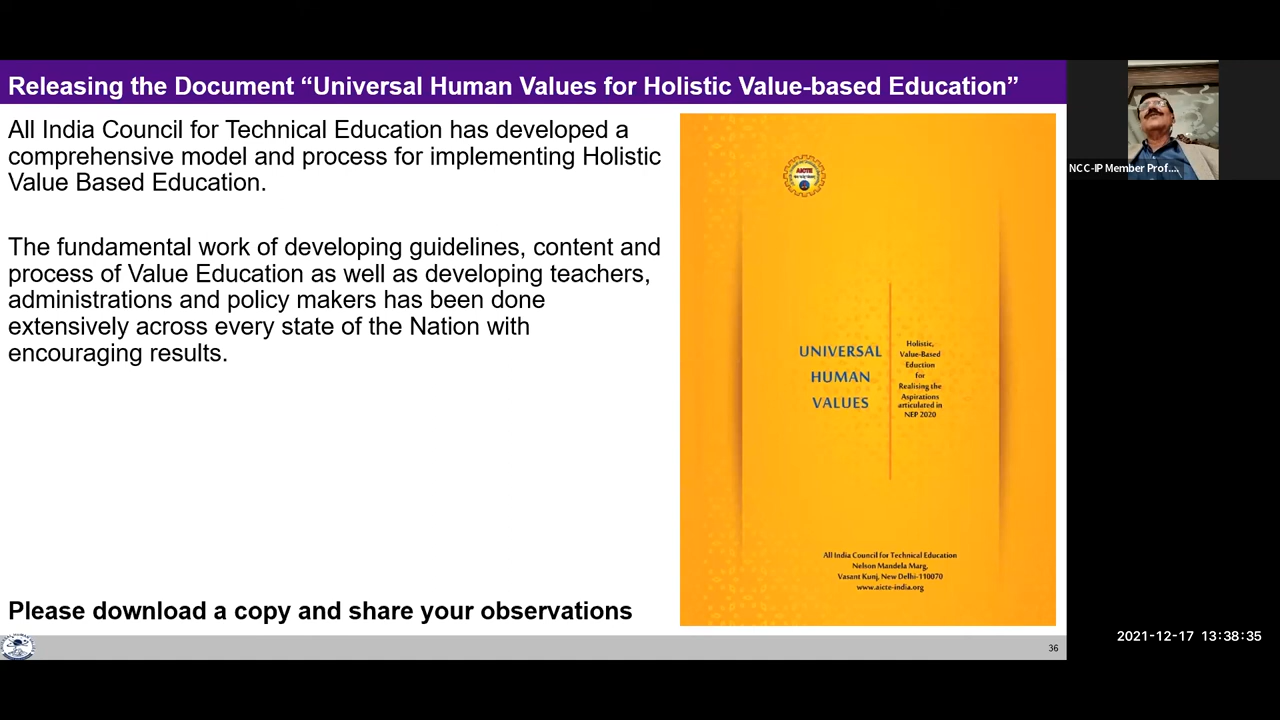 Releasing the Document “Universal Human Values for Holistic Value-based Education”
All India Council for Technical Education has developed a
comprehensive model and process for implementing Holistic
Value Based Education.
The fundamental work of developing guidelines, content and
process of Value Education as well as developing teachers,
administrations and policy makers has been done
extensively across every state of the Nation with
encouraging results.
Please download a copy and share your observations
AICTE
UNIVERSAL
HUMAN
VALUES
Holistic,
Value-Based
Eduction
for
Realising the
Aspirations
articulated in
NEP 2020
All India Council for Technical Education
Nelson Mandela Marg,
Vasant Kunj, New Delhi-110070
www.aicte-india.org
36
NCC-IP Member Prof....
2021-12-17 13:38:35